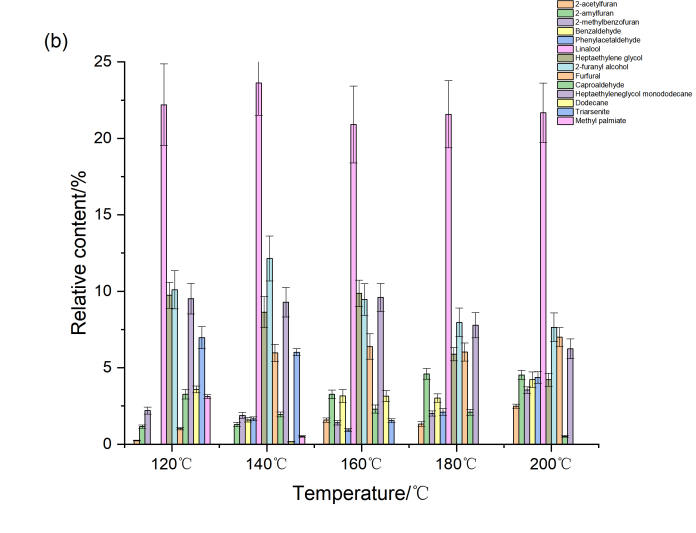 (b)
2-acetylfuran
2-amylfuran
2-methylbenzofuran
Benzaldehyde
Phenylacetaldehyde
Linalool
Heptaethylene glycol
2-furanyl alcohol
Furfural
Caproaldehyde
Heptaethyleneglycol monododecane
Dodecane
Triarsenite
Methyl palmiate
Relative content/%
25
20
15
10
5
0
120℃ 140℃ 160℃ 180℃ 200℃
Temperature/℃